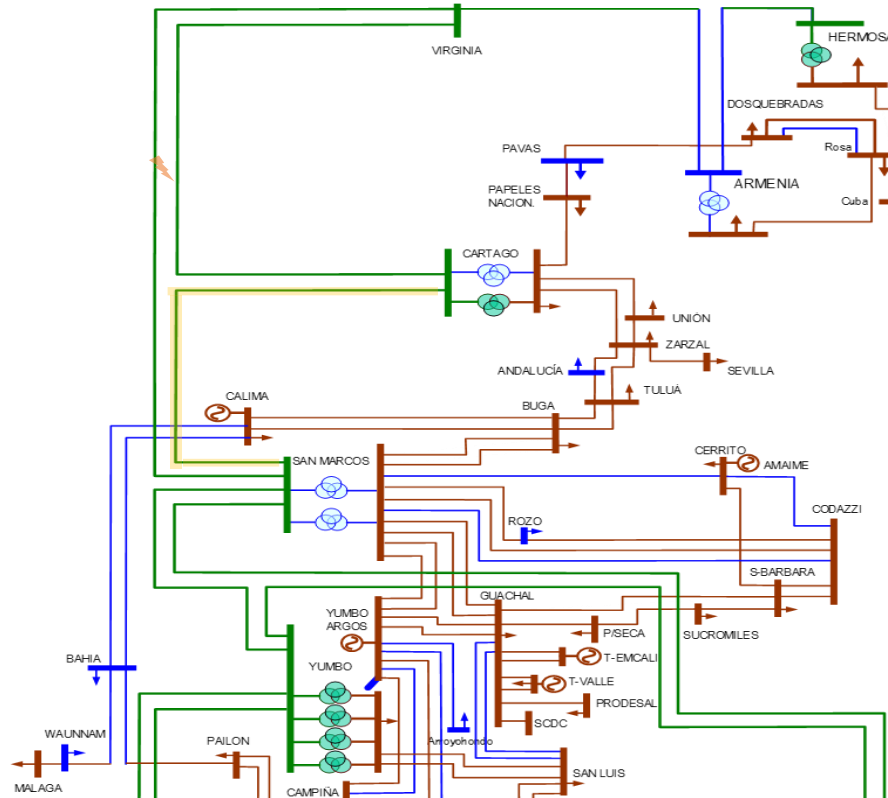 VIRGINIA
HERMOSA
DOSQUEBRADAS
PAVAS
Rosa
PAPELES
NACION.
ARMENIA
Cuba
CARTAGO
UNIÓN
ZARZAL
ANDALUCÍA
SEVILLA
TULUÁ
CALIMA
BUGA
SAN MARCOS
CERRITO
AMAIME
CODAZZI
ROZO
S-BARBARA
GUACHAL
YUMBO
ARGOS
P/SECA
SUCROMILES
BAHIA
YUMBO
T-EMCALI
T-VALLE
PRODESAL
SCDC
WAUNNAM
PAILON
Arroyohondo
SAN LUIS
MALAGA
CAMPIÑA